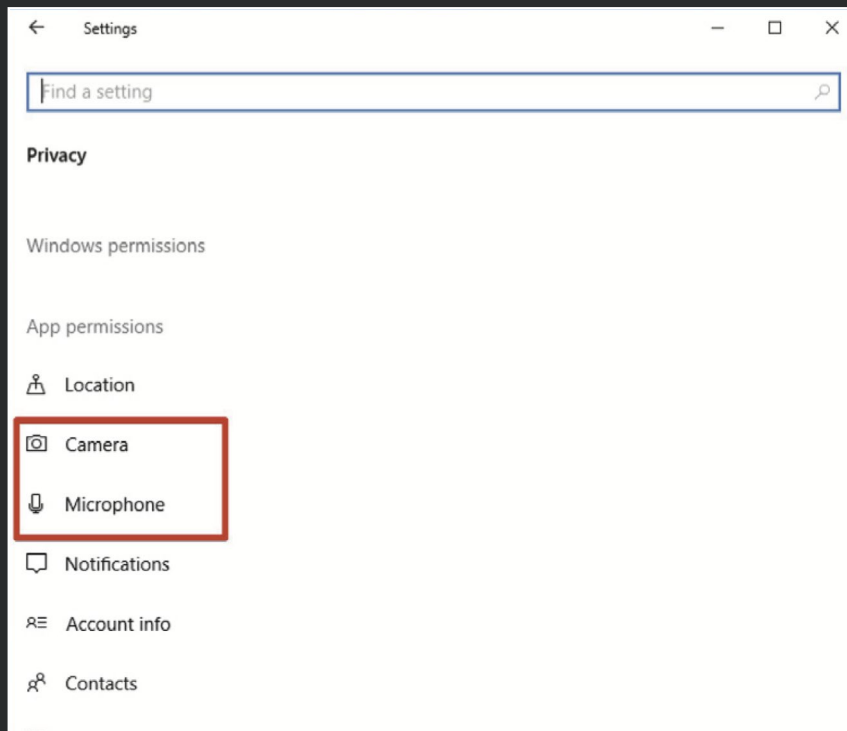 Settings
Find a setting
Privacy
Windows permissions
App permissions
Location
Camera
Microphone
Notifications
Account info
Contacts